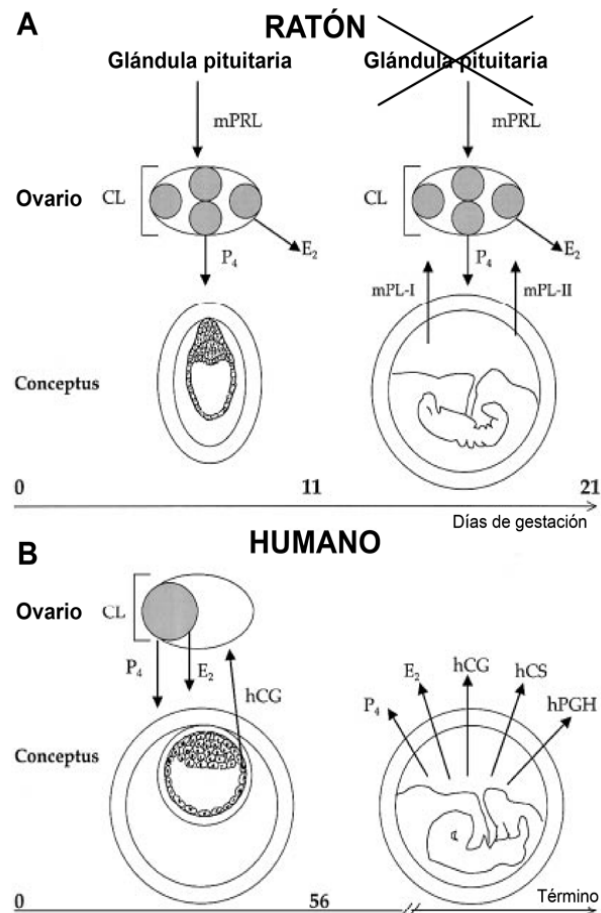 A
RATÓN
Glándula pituitaria
Glándula pituitaria
mPRL
mPRL
Ovario
CL
CL
P4
E2
P4
E2
mPL-I
mPL-II
Conceptus
0
11
21
Días de gestación
B
HUMANO
Ovario
CL
P4
E2
hCG
P4
E2
hCG
hCS
hPGH
Conceptus
0
56
Término